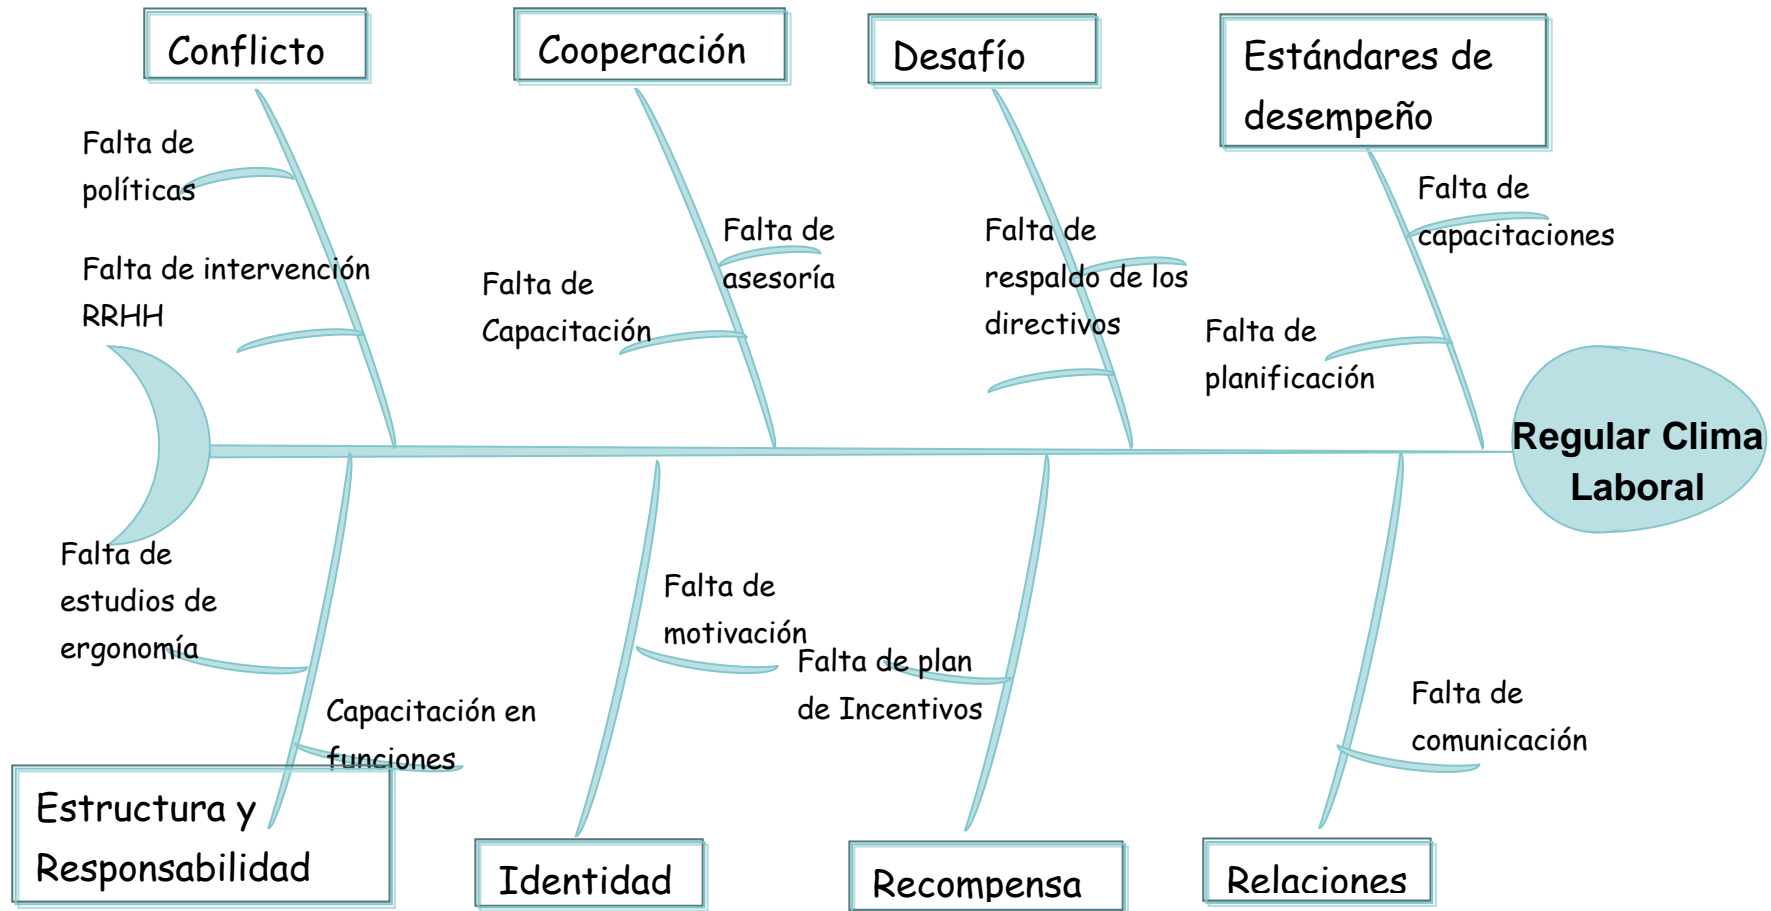 Conflicto
Cooperación
Desafío
Estándares de
desempeño
Falta de
políticas
Falta de intervención
RRHH
Falta de
Capacitación
Falta de
asesoría
Falta de
respaldo de los
directivos
Falta de
capacitaciones
Falta de
planificación
Regular Clima
Laboral
Falta de
estudios de
ergonomía
Capacitación en
funciones
Falta de
motivación
Falta de plan
de Incentivos
Falta de
comunicación
Estructura y
Responsabilidad
Identidad
Recompensa
Relaciones